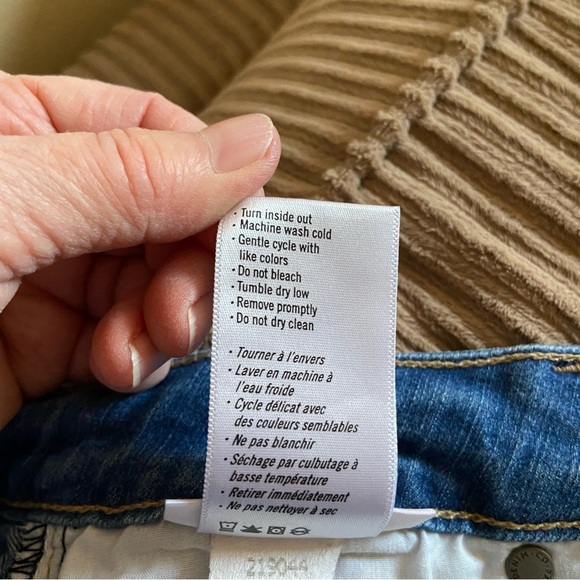 • Turn inside out
• Machine wash cold
• Gentle cycle with
like colors
• Do not bleach
• Tumble dry low
• Remove promptly
• Do not dry clean
• Tourner à l'envers
• Laver en machine à
l'eau froide
• Cycle délicat avec
des couleurs semblables
• Ne pas blanchir
• Séchage par culbutage à
basse température
• Retirer immédiatement
• Ne pas nettoyer à sec
219044